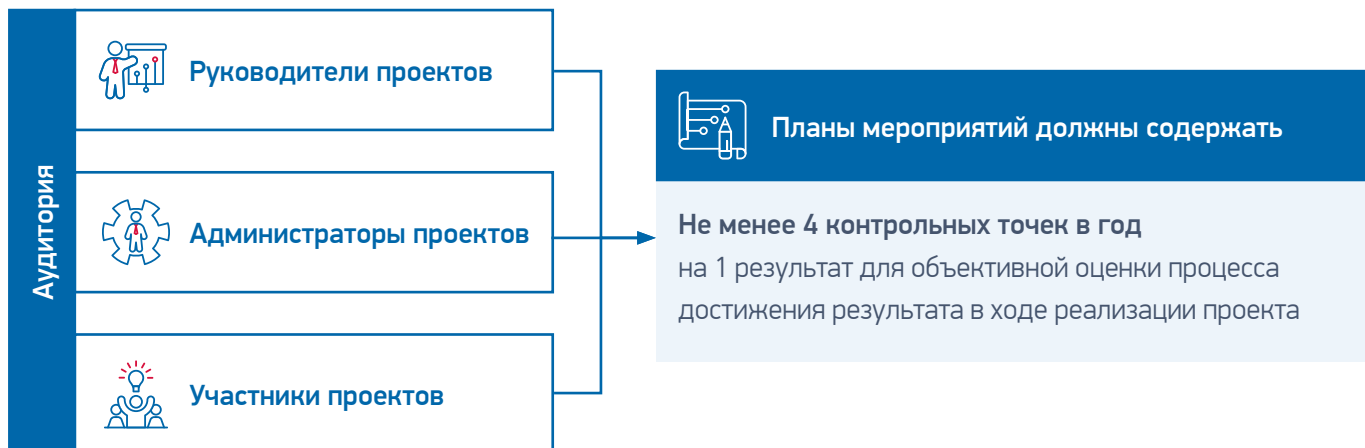 Аудитория
Руководители проектов
Администраторы проектов
Участники проектов
Планы мероприятий должны содержать
Не менее 4 контрольных точек в год
на 1 результат для объективной оценки процесса
достижения результата в ходе реализации проекта